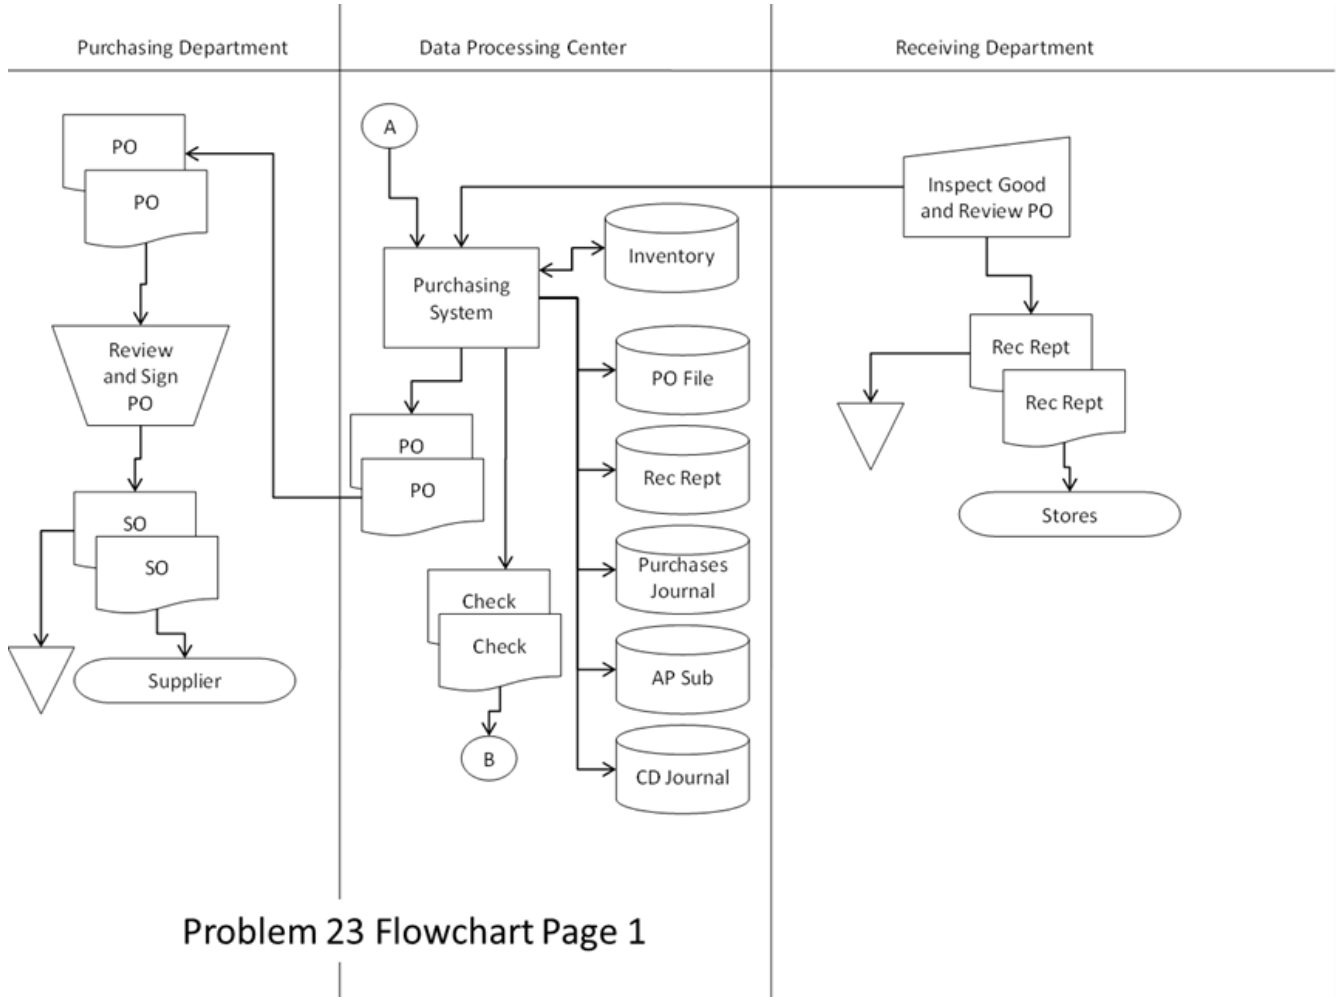 Purchasing Department
Data Processing Center
Receiving Department
PO
PO
Review
and Sign
PO
SO
SO
Supplier
A
Purchasing
System
PO
PO
Check
Check
B
Inventory
PO File
Rec Rept
Purchases
Journal
AP Sub
CD Journal
Inspect Good
and Review PO
Rec Rept
Rec Rept
Stores
Problem 23 Flowchart Page 1